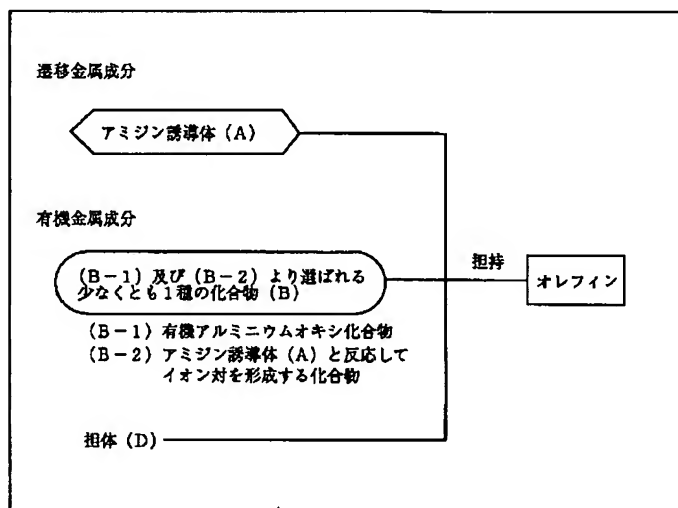 遷移金属成分
アミジン誘導体（A）
有機金属成分
（B－1）及び（B－2）より選ばれる
少なくとも1種の化合物（B）
担持
オレフィン
（B－1）有機アルミニウムオキシ化合物
（B－2）アミジン誘導体（A）と反応して
イオン対を形成する化合物
担体（D）